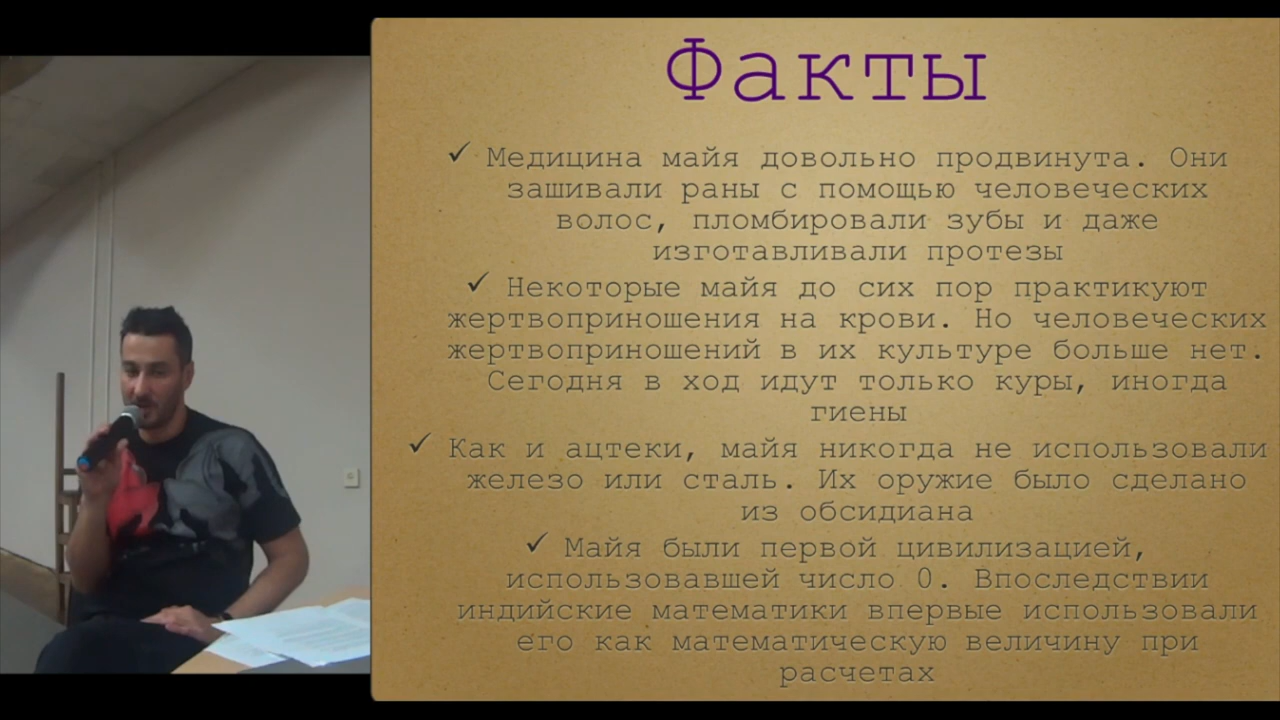 Факты
✓ Медицина майя довольно продвинута. Они
зашивали раны с помощью человеческих
волос, пломбировали зубы и даже
изготавливали протезы
✓ Некоторые майя до сих пор практикуют
жертвоприношения на крови. Но человеческих
жертвоприношений в их культуре больше нет.
Сегодня в ход идут только куры, иногда
гиены
✓ Как и ацтеки, майя никогда не использовали
железо или сталь. Их оружие было сделано
из обсидиана
✓ Майя были первой цивилизацией,
использовавшей число 0. Впоследствии
индийские математики впервые использовали
его как математическую величину при
расчетах